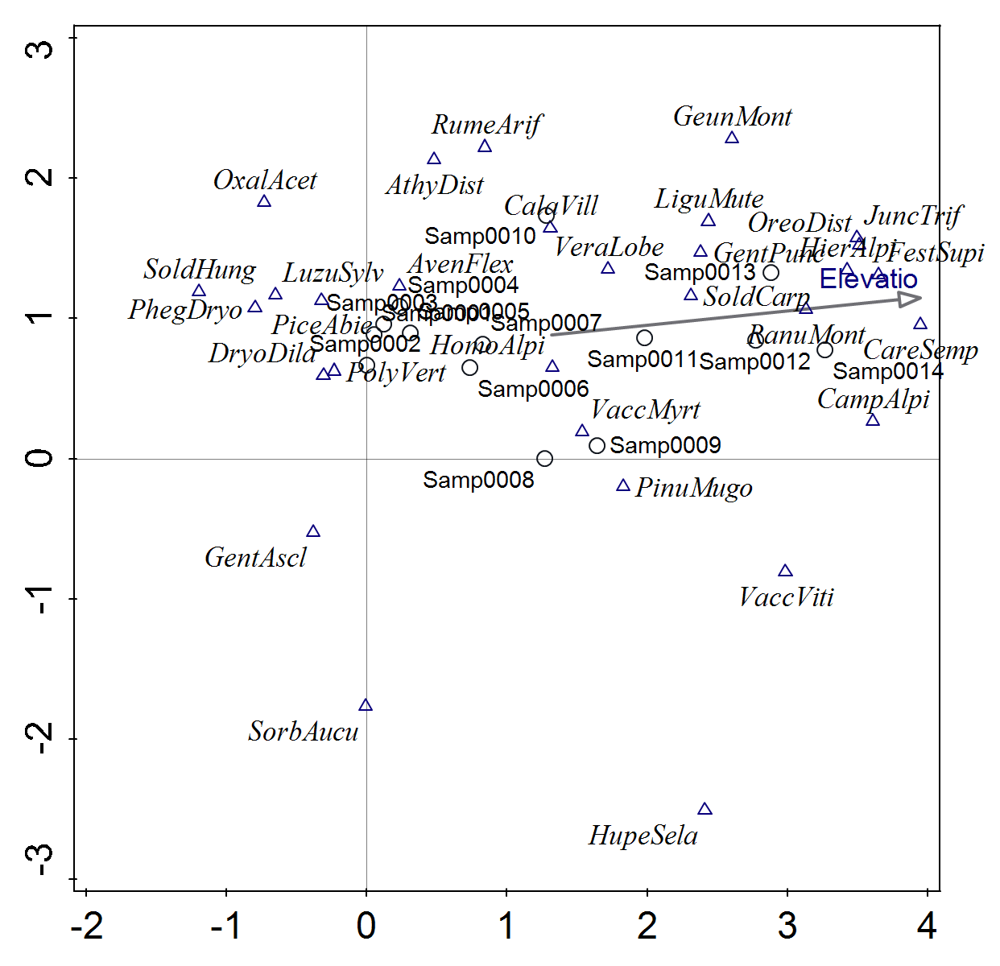 3
2
1
0
-1
-2
-3
GeunMont
RumeArif
OxalAcet
AthyDist
CalaVill
LiguMute
OreoDist
JuncTrif
Samp0010
VeraLobe
GentPunc
HierAlpi
FestSupi
SoldHung
LuzuSylv
AvenFlex
Samp0013
Elevatio
Samp0004
Samp0003
SoldCarp
PhegDryo
Samp0001
Samp0005
PiceAbie
Samp0007
RanuMont
Samp0002
HomoAlpi
CareSemp
DryoDila
Samp0011
Samp0012
PolyVert
Samp0014
Samp0006
CampAlpi
VaccMyrt
Samp0009
Samp0008
PinuMugo
GentAscl
VaccViti
SorbAucu
HupeSela
-2 -1 0 1 2 3 4